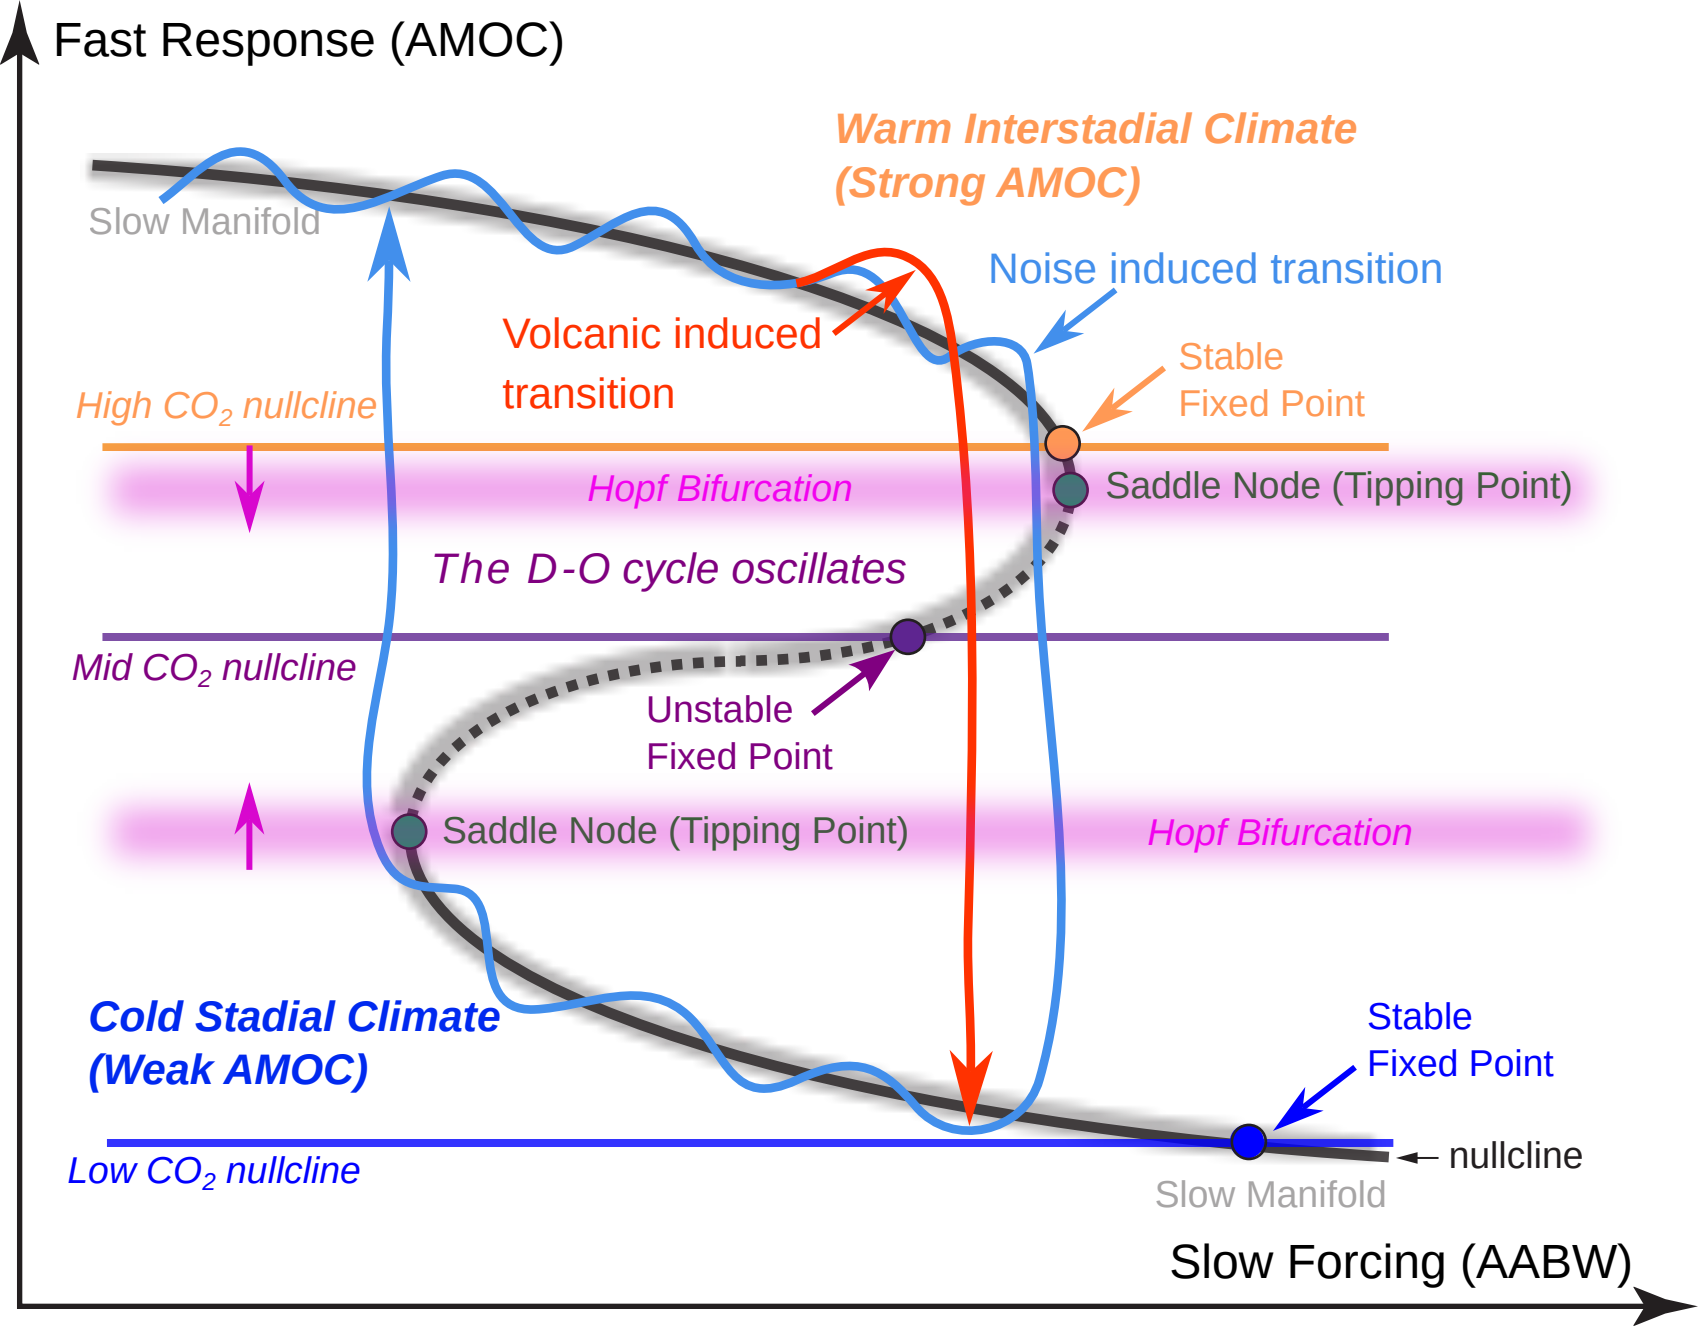 Fast Response (AMOC)
Warm Interstadial Climate
(Strong AMOC)
Slow Manifold
Noise induced transition
Volcanic induced
transition
Stable
Fixed Point
High CO₂ nullcline
Hopf Bifurcation
Saddle Node (Tipping Point)
The D-O cycle oscillates
Mid CO₂ nullcline
Unstable
Fixed Point
Saddle Node (Tipping Point)
Hopf Bifurcation
Cold Stadial Climate
(Weak AMOC)
Stable
Fixed Point
Low CO₂ nullcline
nullcline
Slow Manifold
Slow Forcing (AABW)